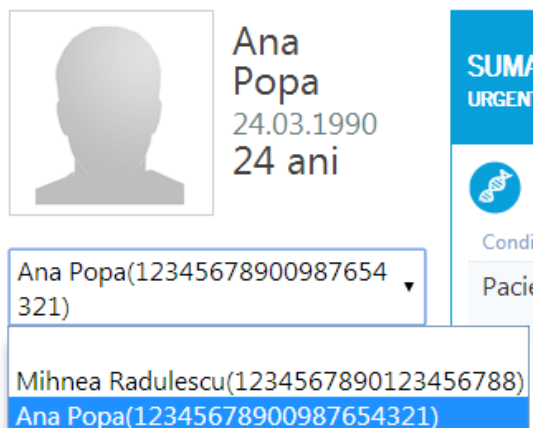 Ana
Popa
24.03.1990
24 ani
Ana Popa(12345678900987654
321)
Mihnea Radulescu(1234567890123456788)
Ana Popa(12345678900987654321)
SUMA
URGENT
Condi
Pacie